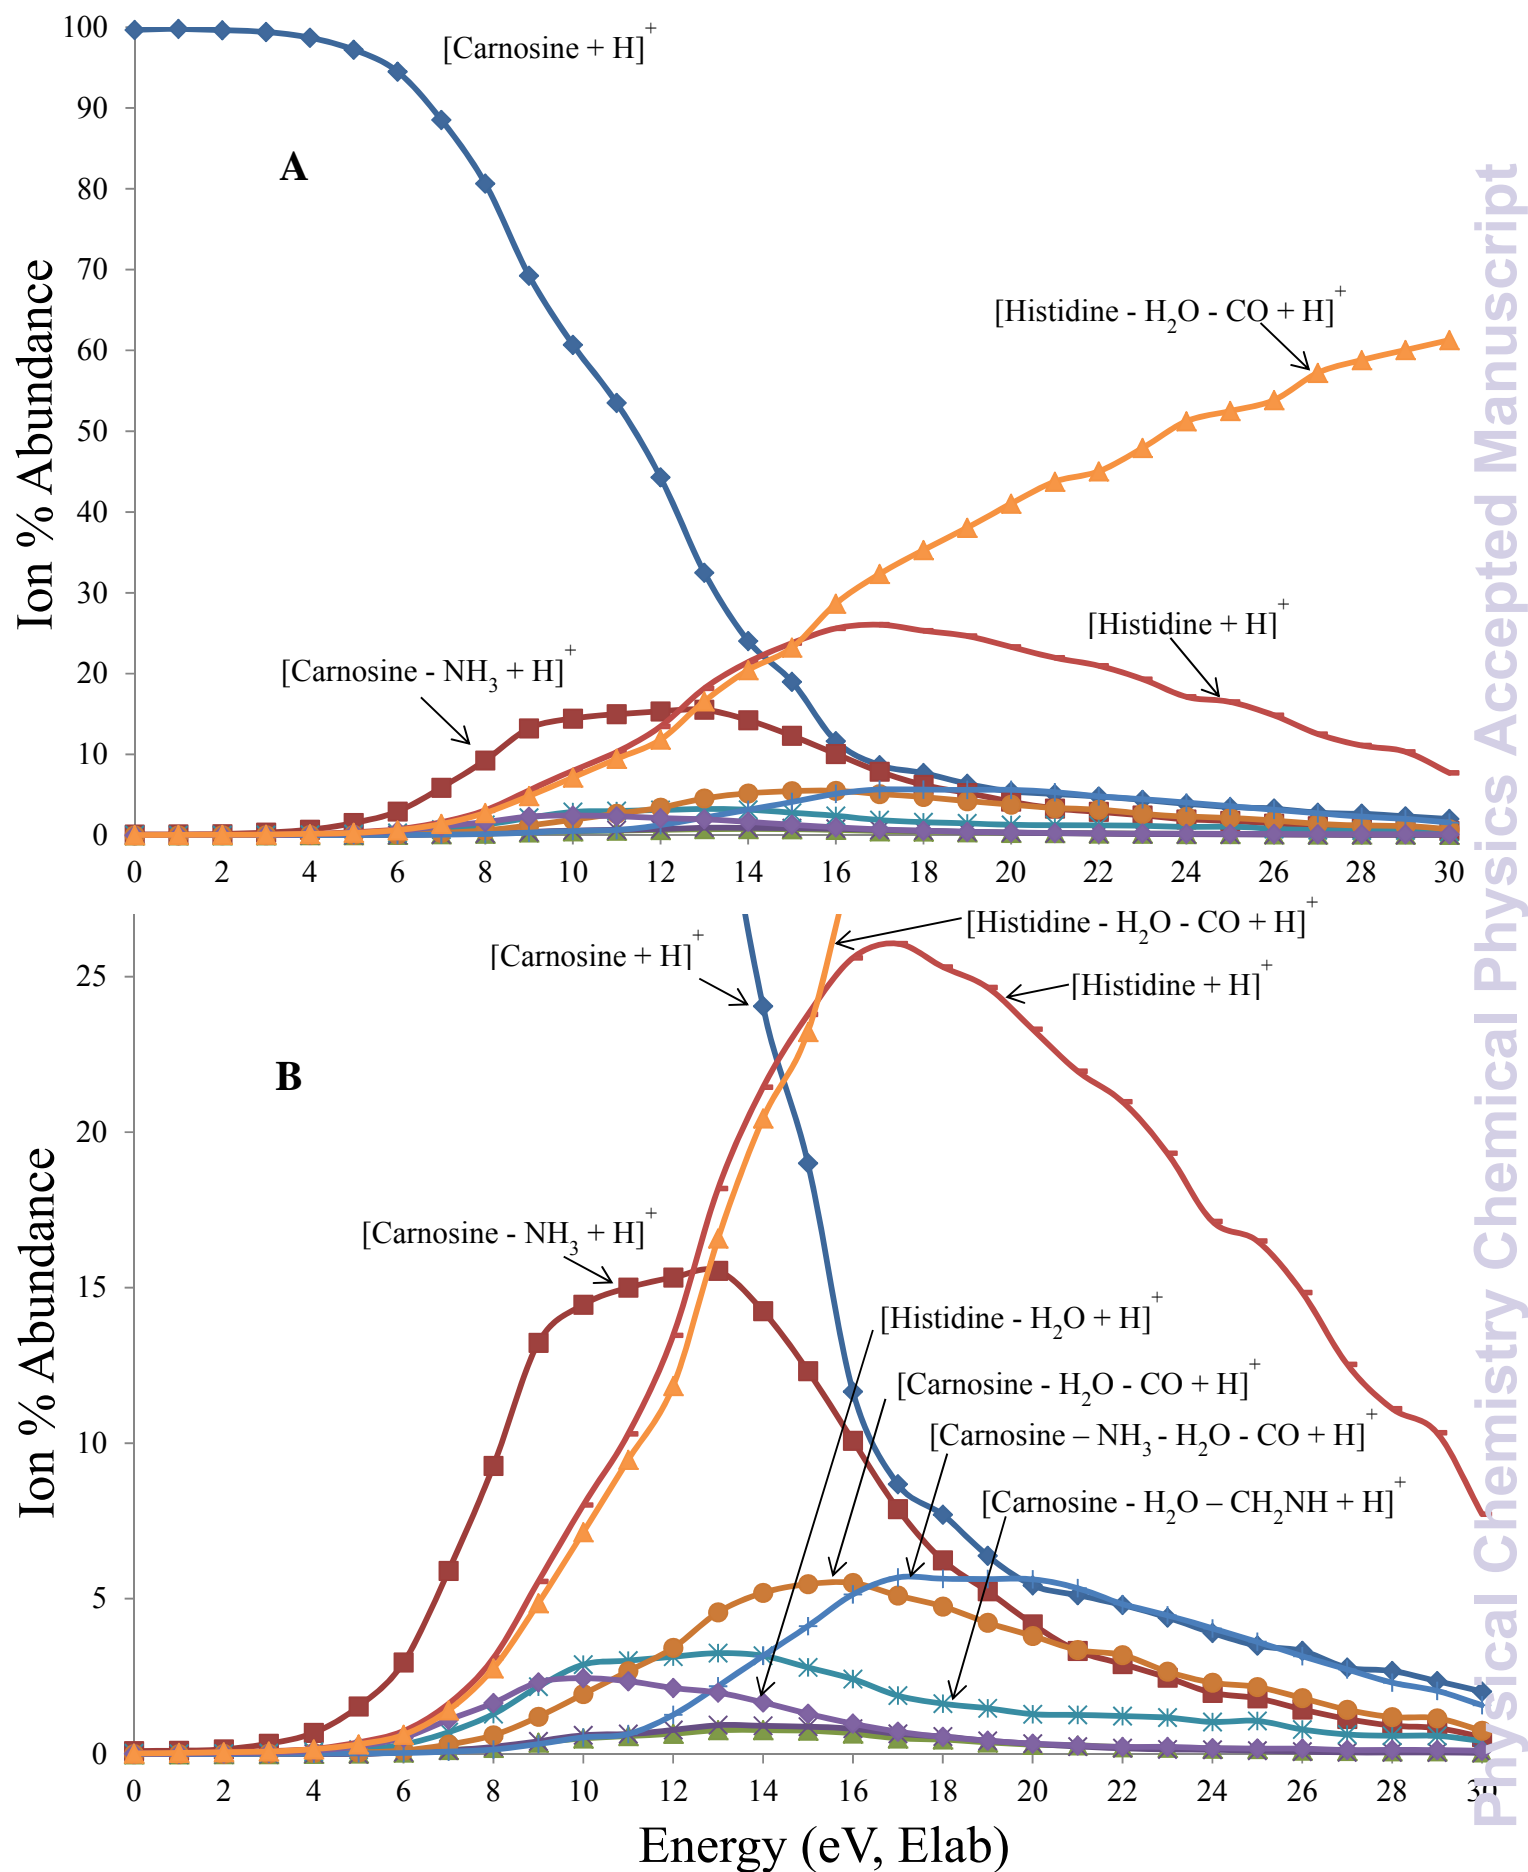 [Carnosine + H]+
A
[Histidine - H2O - CO + H]+
[Histidine + H]+
[Carnosine - NH3 + H]+
Ion % Abundance
100
90
80
70
60
50
40
30
20
10
0
0 2 4 6 8 10 12 14 16 18 20 22 24 26 28 30
[Histidine - H2O - CO + H]+
[Carnosine + H]+
[Histidine + H]+
B
[Carnosine - NH3 + H]+
[Histidine - H2O + H]+
[Carnosine - H2O - CO + H]+
[Carnosine – NH3 - H2O - CO + H]+
[Carnosine - H2O – CH2NH + H]+
Ion % Abundance
25
20
15
10
5
0
0 2 4 6 8 10 12 14 16 18 20 22 24 26 28 30
Energy (eV, Elab)
Physical Chemistry Chemical Physics Accepted Manuscript